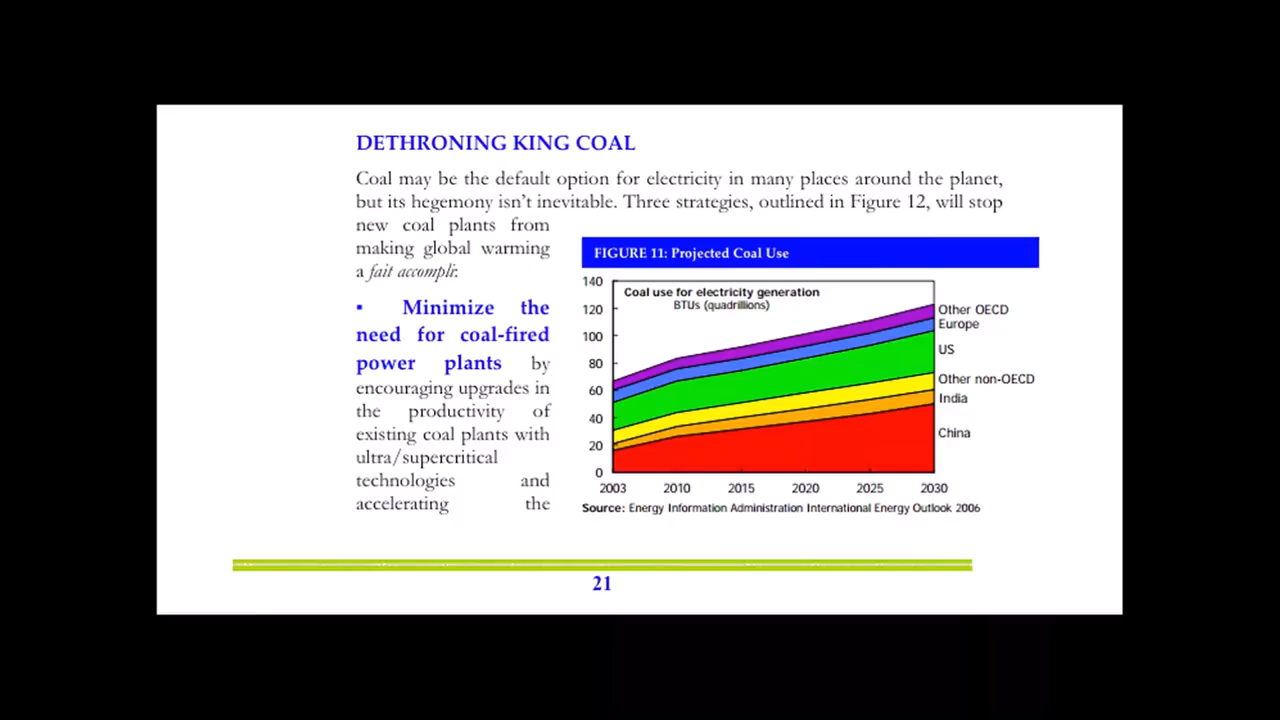 DETHRONING KING COAL
Coal may be the default option for electricity in many places around the planet,
but its hegemony isn't inevitable. Three strategies, outlined in Figure 12, will stop
new coal plants from
making global warming
a fait accompli:
▪ Minimize the
need for coal-fired
power plants by
encouraging upgrades in
the productivity of
existing coal plants with
ultra/supercritical
technologies and
accelerating the
FIGURE 11: Projected Coal Use
Coal use for electricity generation
BTUs (quadrillions)
140
120
100
80
60
40
20
0
Other OECD
Europe
US
Other non-OECD
India
China
2003 2010 2015 2020 2025 2030
Source: Energy Information Administration International Energy Outlook 2006
21